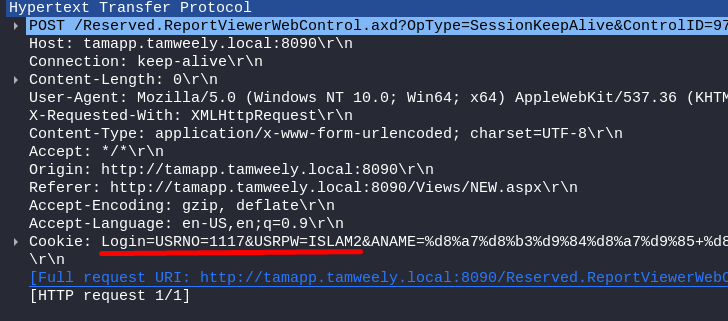 Hypertext Transfer Protocol
POST /Reserved.ReportViewerWebControl.axd?OpType=SessionKeepAlive&ControlID=97
Host: tamapp.tamweely.local:8090\r\n
Connection: keep-alive\r\n
Content-Length: 0\r\n
User-Agent: Mozilla/5.0 (Windows NT 10.0; Win64; x64) AppleWebKit/537.36 (KHTM
X-Requested-With: XMLHttpRequest\r\n
Content-Type: application/x-www-form-urlencoded; charset=UTF-8\r\n
Accept: */*\r\n
Origin: http://tamapp.tamweely.local:8090\r\n
Referer: http://tamapp.tamweely.local:8090/Views/NEW.aspx\r\n
Accept-Encoding: gzip, deflate\r\n
Accept-Language: en-US,en;q=0.9\r\n
Cookie: Login=USRNO=1117&USRPW=ISLAM2&ANAME=%d8%a7%d8%b3%d9%84%d8%a7%d9%85+%d8
\r\n
[Full request URI: http://tamapp.tamweely.local:8090/Reserved.ReportViewerWebC
[HTTP request 1/1]